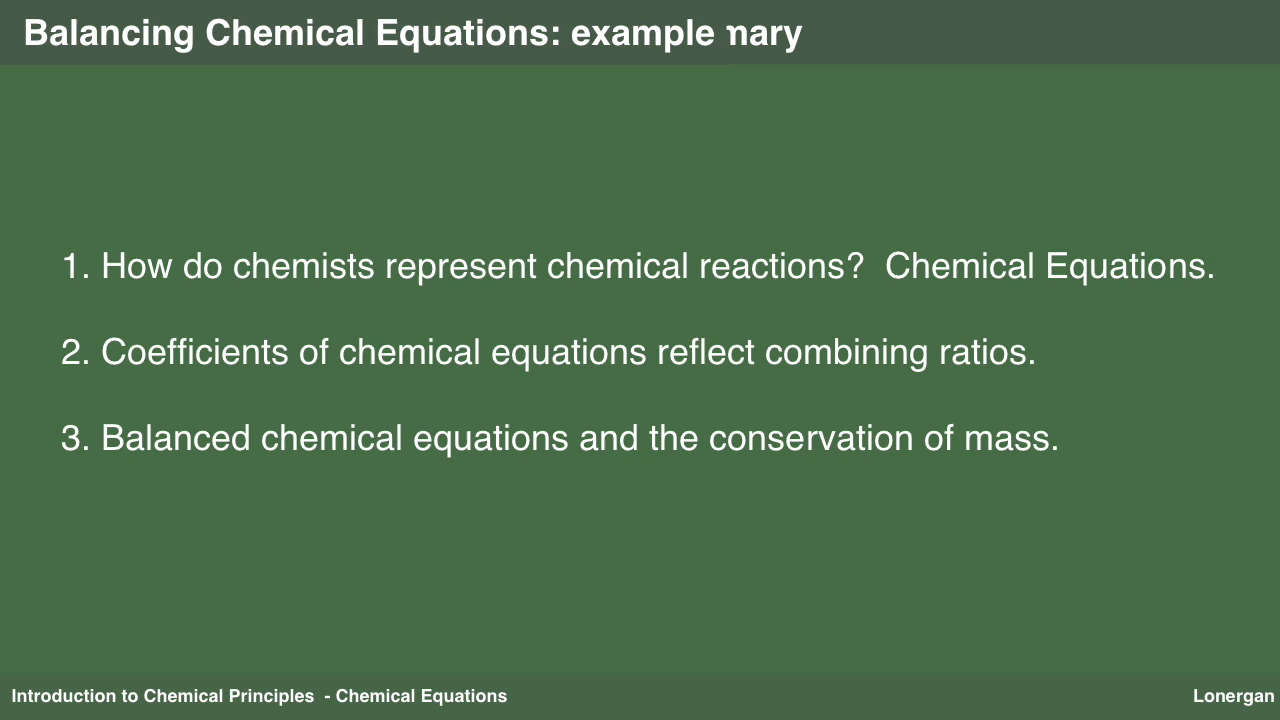 Balancing Chemical Equations: example mary
1. How do chemists represent chemical reactions?  Chemical Equations.
2. Coefficients of chemical equations reflect combining ratios.
3. Balanced chemical equations and the conservation of mass.
Introduction to Chemical Principles  - Chemical Equations
Lonergan